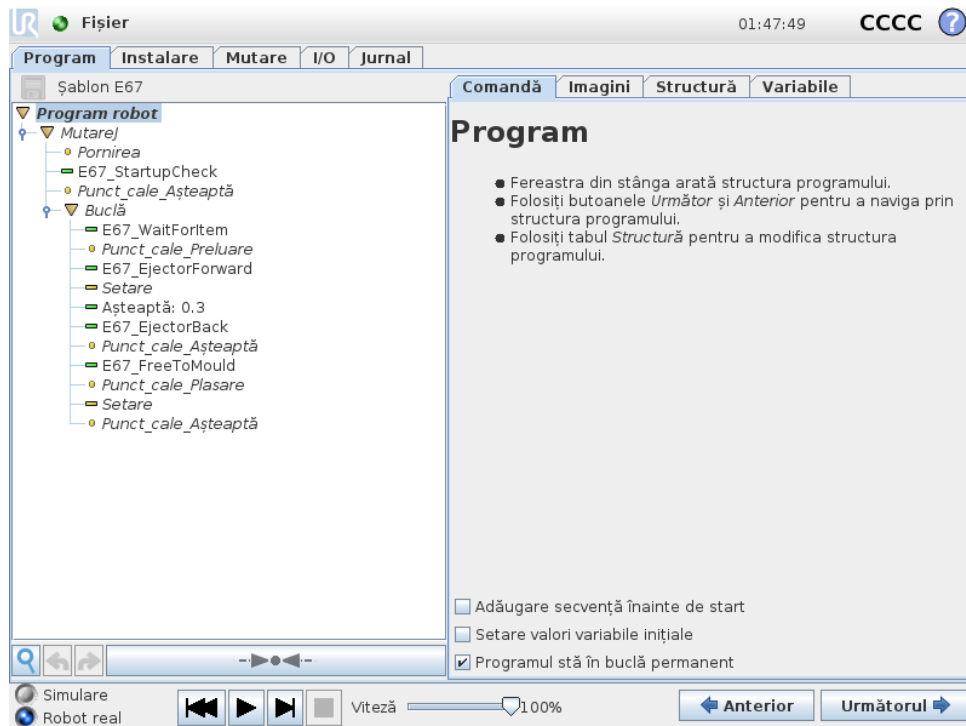 UR
Fișier
01:47:49
CCCC
?
Program
Instalare
Mutare
I/O
Jurnal
Șablon E67
Program robot
MutareJ
Pornirea
E67_StartupCheck
Punct_cale_Așteaptă
Buclă
E67_WaitForItem
Punct_cale_Preluare
E67_EjectorForward
Setare
Așteaptă: 0.3
E67_EjectorBack
Punct_cale_Așteaptă
E67_FreeToMould
Punct_cale_Plasare
Setare
Punct_cale_Așteaptă
Comandă
Imagini
Structură
Variabile
Program
Fereastra din stânga arată structura programului.
Folosiți butoanele Următor și Anterior pentru a naviga prin
structura programului.
Folosiți tabul Structură pentru a modifica structura
programului.
Adăugare secvență înainte de start
Setare valori variabile inițiale
Programul stă în buclă permanent
Simulare
Robot real
Viteză
100%
Anterior
Următorul